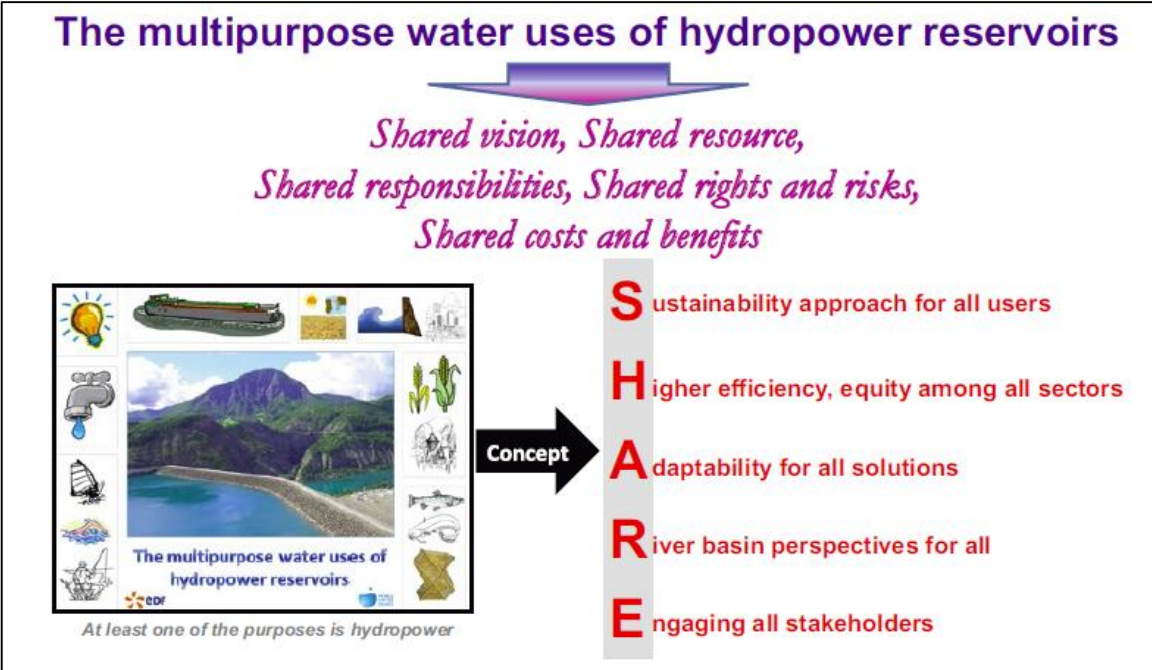 The multipurpose water uses of hydropower reservoirs
Shared vision, Shared resource,
Shared responsibilities, Shared rights and risks,
Shared costs and benefits
The multipurpose water uses of
hydropower reservoirs
eDF
At least one of the purposes is hydropower
Concept
Sustainability approach for all users
Higher efficiency, equity among all sectors
Adaptability for all solutions
River basin perspectives for all
Engaging all stakeholders